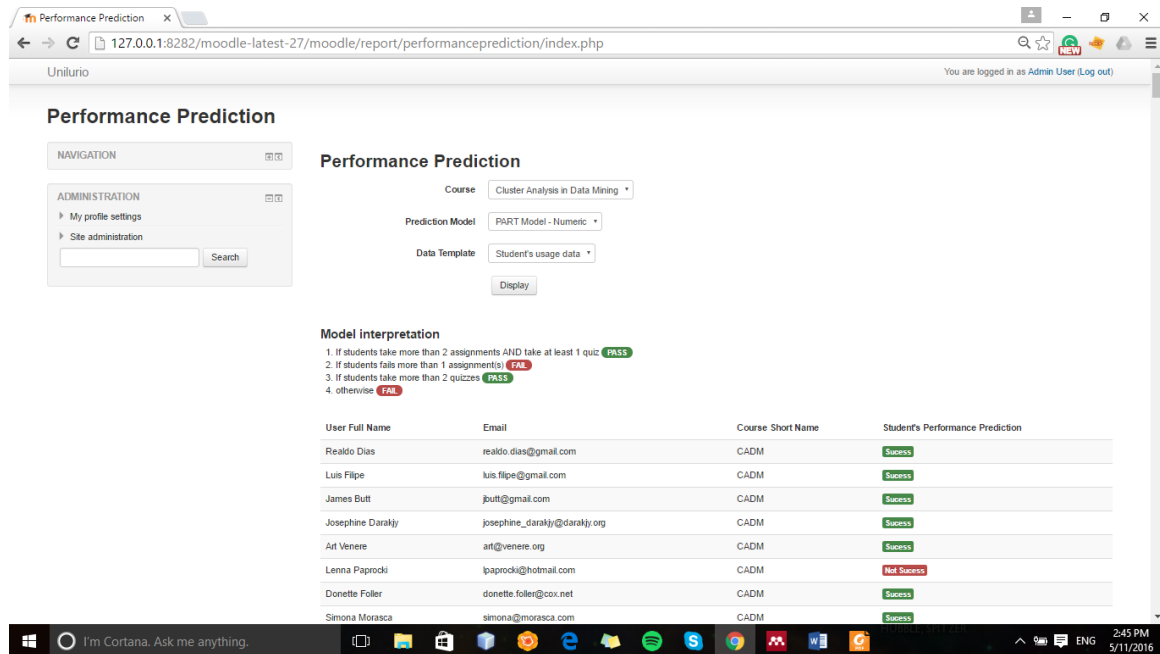 Performance Prediction
127.0.0.1:8282/moodle-latest-27/moodle/report/performanceprediction/index.php
NEW
Unilurio
You are logged in as Admin User (Log out)
Performance Prediction
NAVIGATION
ADMINISTRATION
My profile settings
Site administration
Search
Performance Prediction
Course Cluster Analysis in Data Mining
Prediction Model PART Model - Numeric
Data Template Student's usage data
Display
Model interpretation
1. If students take more than 2 assignments AND take at least 1 quiz PASS
2. If students fails more than 1 assignment(s) FAIL
3. If students take more than 2 quizzes PASS
4. otherwise FAIL
User Full Name Email Course Short Name Student's Performance Prediction
Realdo Dias realdo.dias@gmail.com CADM Sucess
Luis Filipe luis.filipe@gmail.com CADM Sucess
James Butt jbutt@gmail.com CADM Sucess
Josephine Darakjy josephine_darakjy@darakjy.org CADM Sucess
Art Venere art@venere.org CADM Sucess
Lenna Paprocki lpaprocki@hotmail.com CADM Not Sucess
Donette Foller donette.foller@cox.net CADM Sucess
Simona Morasca simona@morasca.com CADM Sucess
I'm Cortana. Ask me anything.
ENG
2:45 PM
5/11/2016